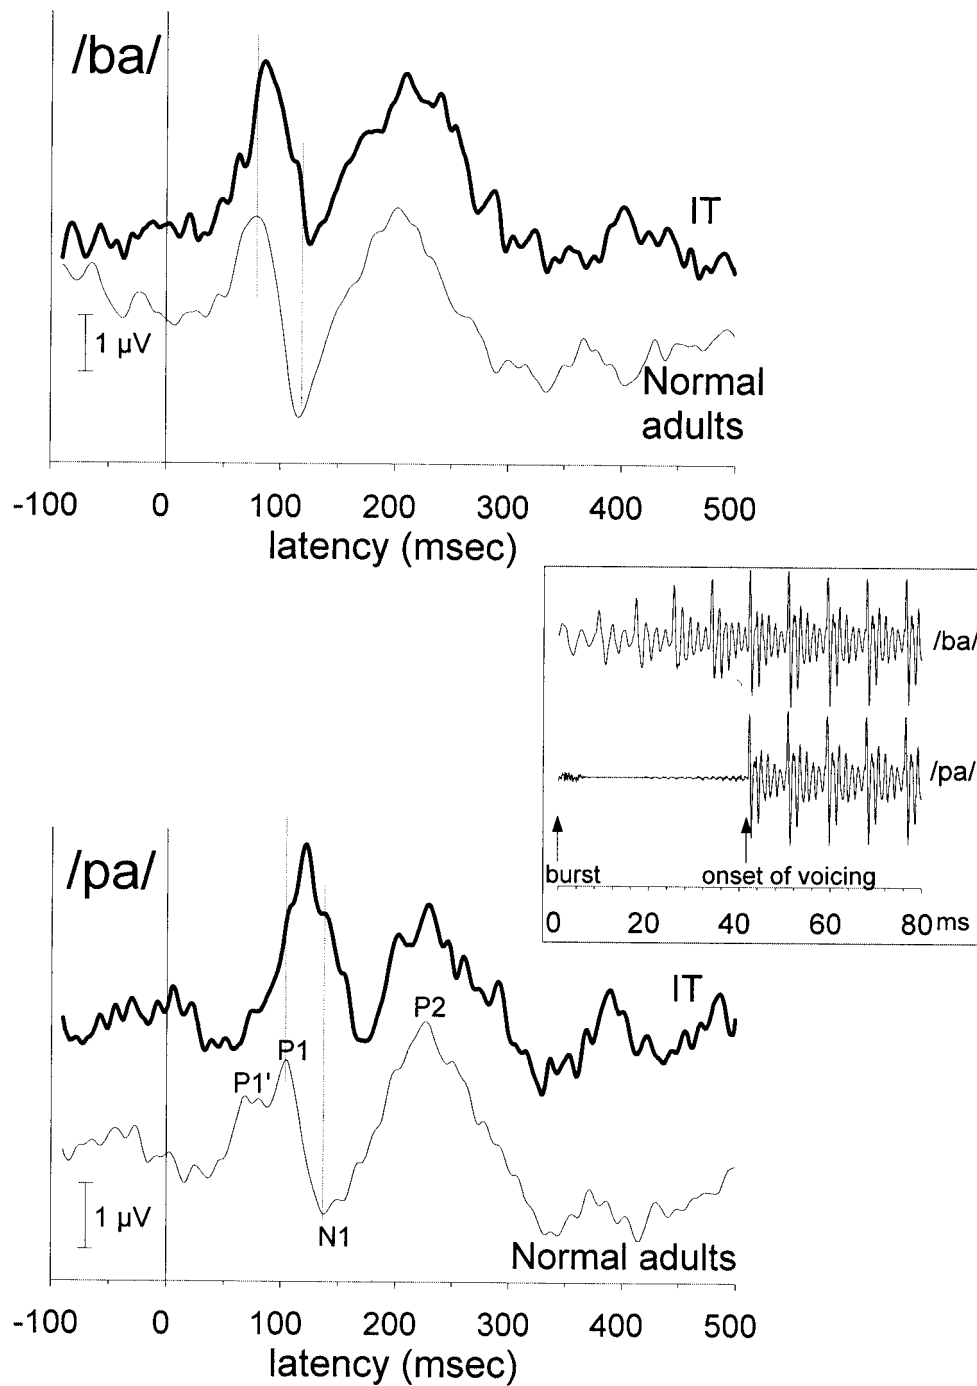 /ba/
IT
1 µV
Normal
adults
-100 0 100 200 300 400 500
latency (msec)
/ba/
/pa/
burst onset of voicing
0 20 40 60 80 ms
/pa/
IT
P2
P1
P1'
1 µV
N1
Normal adults
-100 0 100 200 300 400 500
latency (msec)